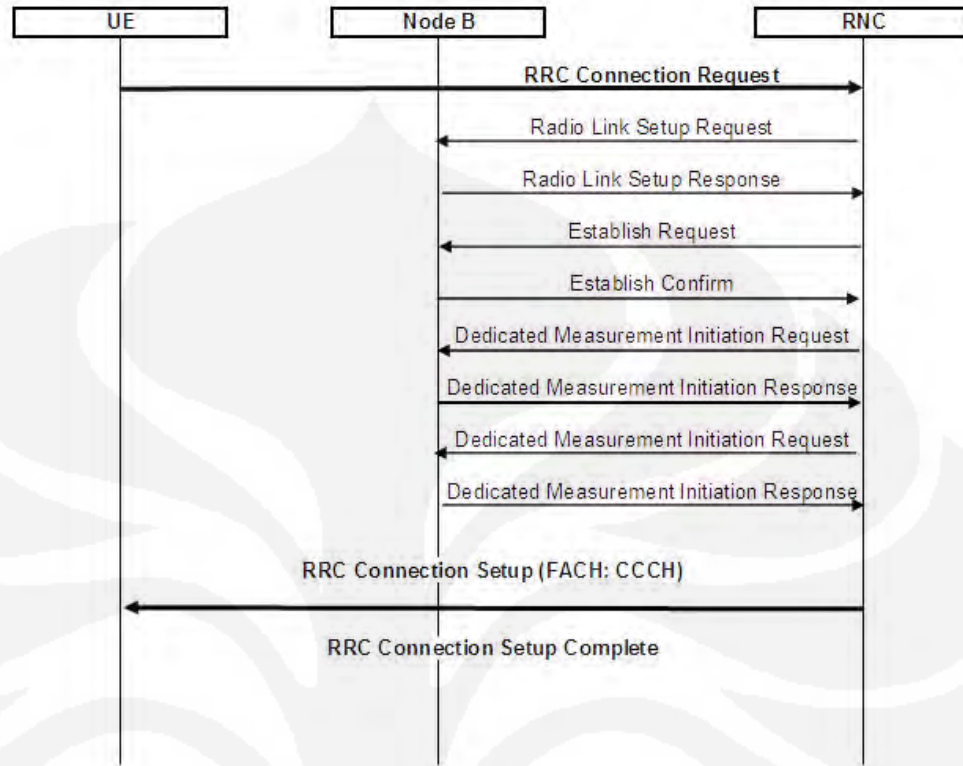 UE Node B RNC
RRC Connection Request
Radio Link Setup Request
Radio Link Setup Response
Establish Request
Establish Confirm
Dedicated Measurement Initiation Request
Dedicated Measurement Initiation Response
Dedicated Measurement Initiation Request
Dedicated Measurement Initiation Response
RRC Connection Setup (FACH: CCCH)
RRC Connection Setup Complete